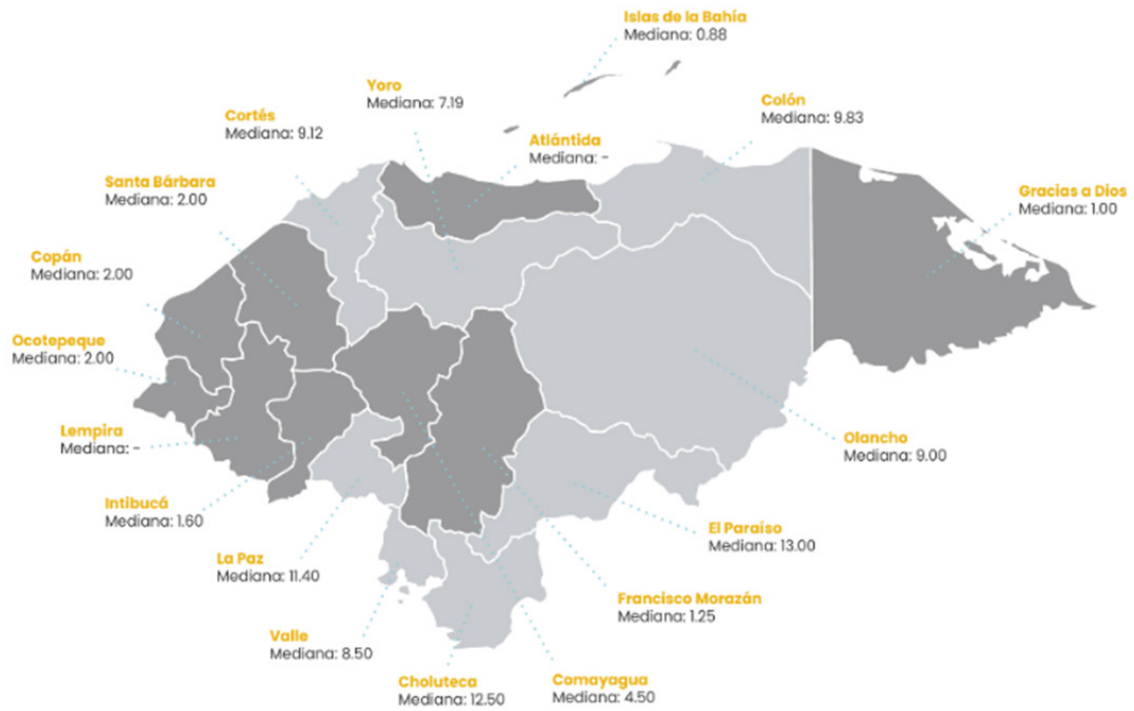 Islas de la Bahía
Mediana: 0.88
Yoro
Mediana: 7.19
Colón
Mediana: 9.83
Cortés
Mediana: 9.12
Atlántida
Mediana: -
Santa Bárbara
Mediana: 2.00
Gracias a Dios
Mediana: 1.00
Copán
Mediana: 2.00
Ocotepeque
Mediana: 2.00
Lempira
Mediana: -
Olancho
Mediana: 9.00
Intibucá
Mediana: 1.60
El Paraíso
Mediana: 13.00
La Paz
Mediana: 11.40
Francisco Morazán
Mediana: 1.25
Valle
Mediana: 8.50
Choluteca
Mediana: 12.50
Comayagua
Mediana: 4.50